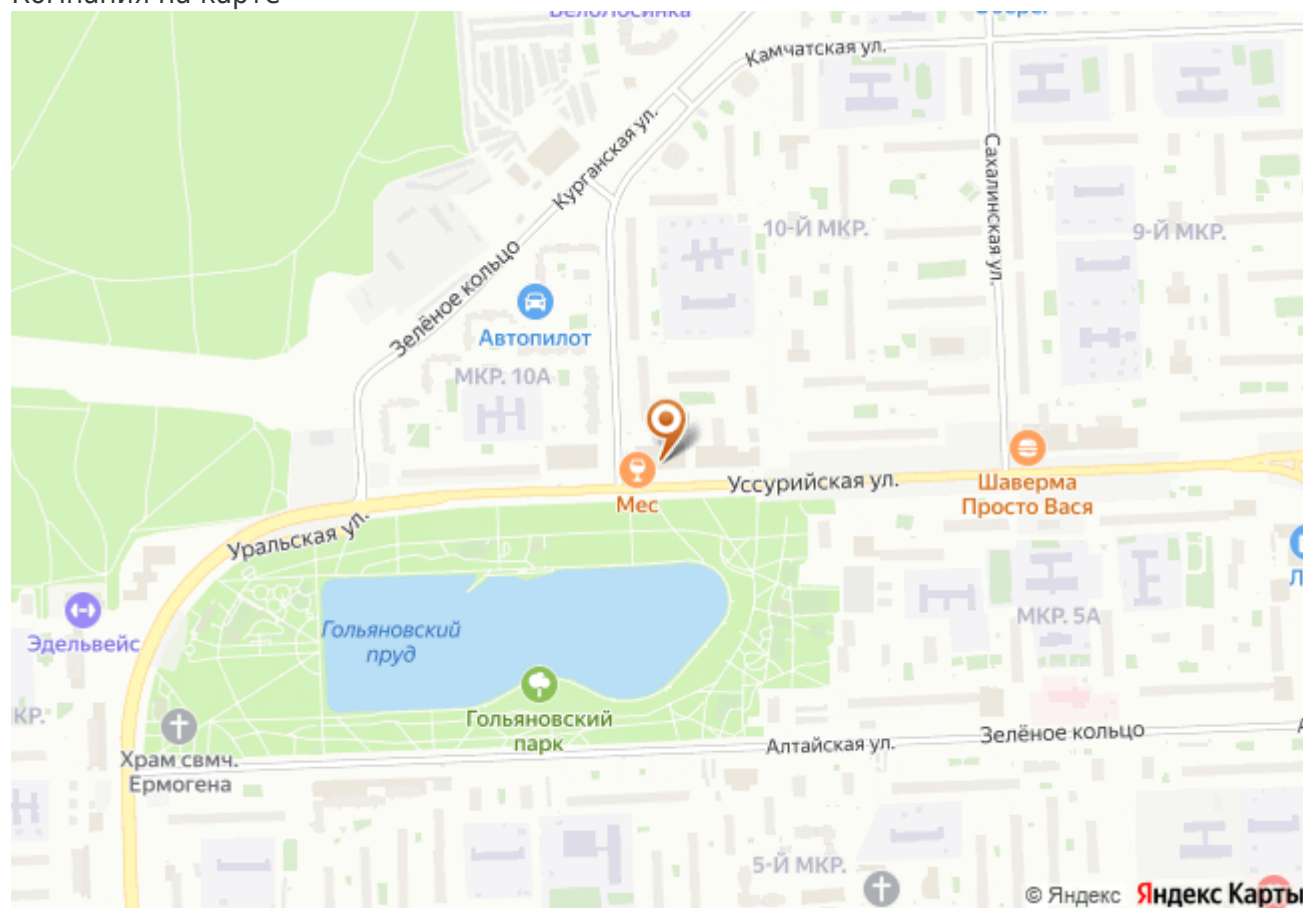 Камчатская ул.
Курганская ул.
Сахалинская ул.
10-Й МКР.
9-Й МКР.
Зелёное кольцо
Автопилот
МКР. 10А
Мес
Уссурийская ул.
Шаверма
Просто Вася
Уральская ул.
Эдельвейс
Гольяновский
пруд
МКР. 5А
КР.
Гольяновский
парк
Храм свмч.
Ермогена
Алтайская ул.
Зелёное кольцо
5-Й МКР.
© Яндекс Яндекс Карты